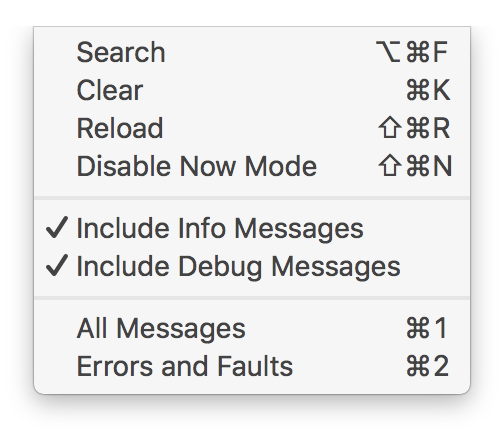 Search ⌥⌘F
Clear ⌘K
Reload ⇧⌘R
Disable Now Mode ⇧⌘N
✓ Include Info Messages
✓ Include Debug Messages
All Messages ⌘1
Errors and Faults ⌘2